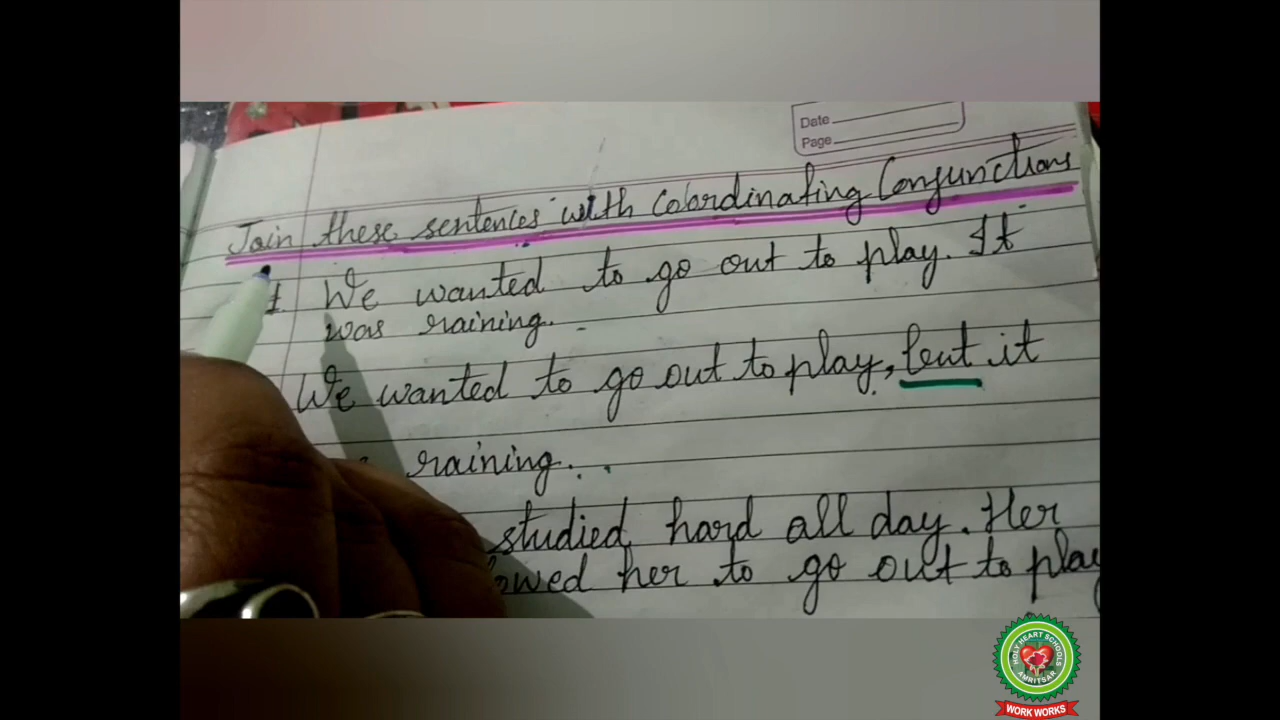 Date
Page
Join these sentences with Coordinating Conjunctions
1. We wanted to go out to play. It
was raining.
We wanted to go out to play, but it
raining.
studied hard all day. Her
her to go out to play
HOLY HEART SCHOOLS
AMRITSAR
WORK WORKS